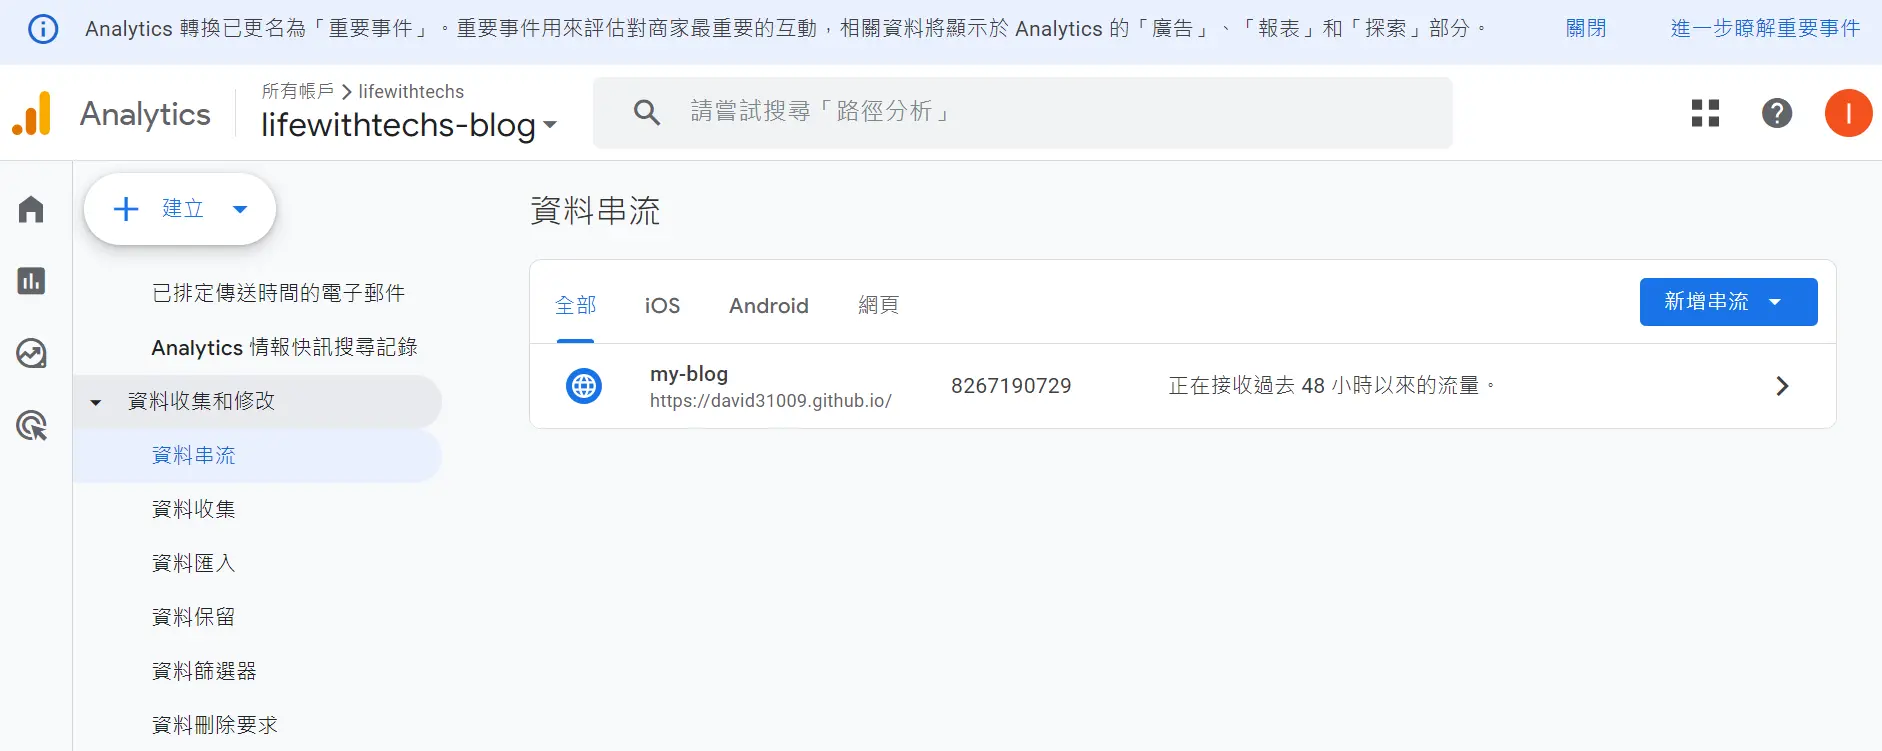 Analytics 轉換已更名為「重要事件」。重要事件用來評估對商家最重要的互動，相關資料將顯示於 Analytics 的「廣告」、「報表」和「探索」部分。
關閉
進一步瞭解重要事件
Analytics
所有帳戶 > lifewithtechs
lifewithtechs-blog
請嘗試搜尋「路徑分析」
I
建立
已排定傳送時間的電子郵件
Analytics 情報快訊搜尋記錄
資料收集和修改
資料串流
資料收集
資料匯入
資料保留
資料篩選器
資料刪除要求
資料串流
全部
iOS
Android
網頁
新增串流
my-blog
https://david31009.github.io/
8267190729
正在接收過去 48 小時以來的流量。